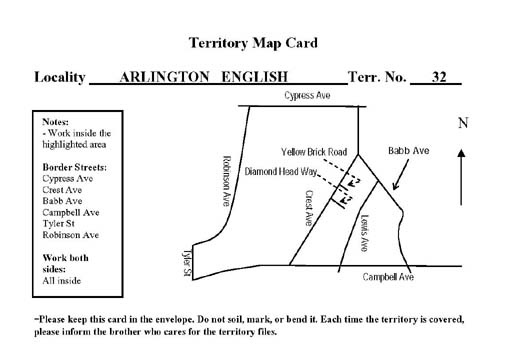 Territory Map Card
Locality ARLINGTON ENGLISH Terr. No. 32
Cypress Ave
N
Notes:
- Work inside the
highlighted area
Border Streets:
Cypress Ave
Crest Ave
Babb Ave
Campbell Ave
Tyler St
Robinson Ave
Work both
sides:
All inside
Robinson Ave
Yellow Brick Road
Babb Ave
Diamond Head Way
Crest Ave
Lewis Ave
Tyler St
Campbell Ave
~Please keep this card in the envelope. Do not soil, mark, or bend it. Each time the territory is covered,
please inform the brother who cares for the territory files.